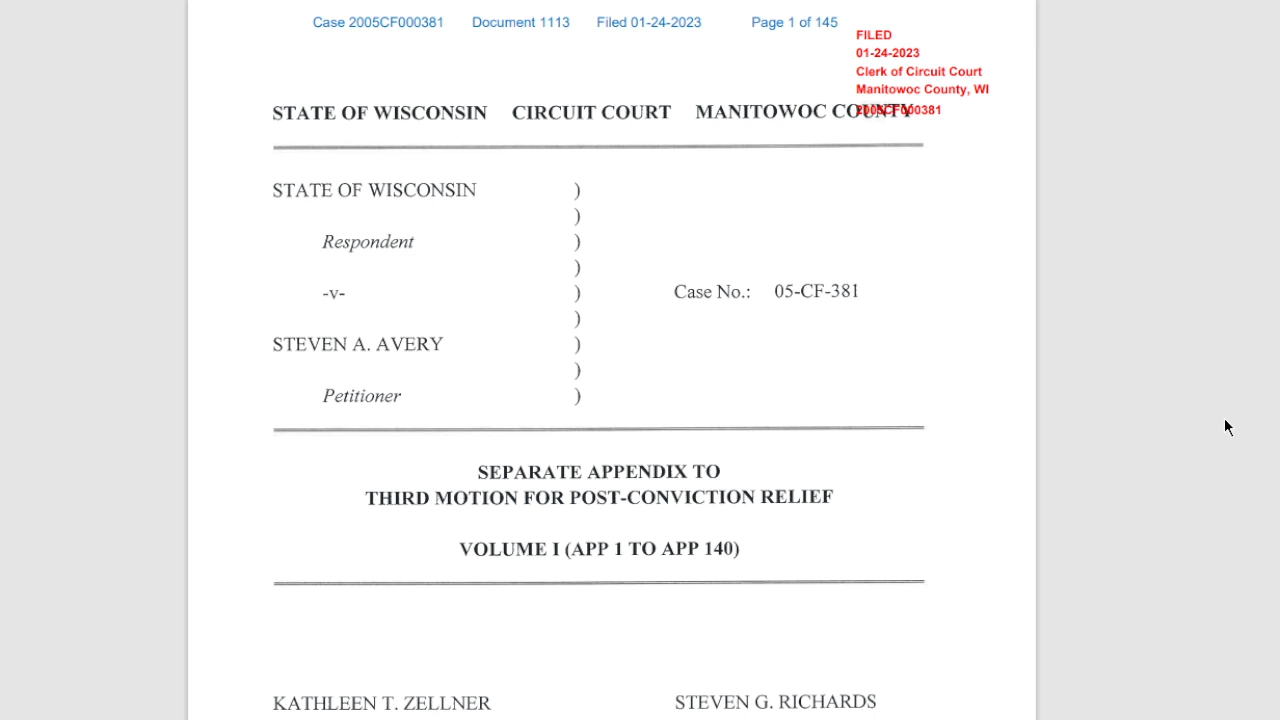 Case 2005CF000381 Document 1113 Filed 01-24-2023 Page 1 of 145
FILED
01-24-2023
Clerk of Circuit Court
Manitowoc County, WI
2005CF000381
STATE OF WISCONSIN CIRCUIT COURT MANITOWOC COUNTY
STATE OF WISCONSIN )
)
Respondent )
)
-v- ) Case No.: 05-CF-381
)
STEVEN A. AVERY )
)
Petitioner )
SEPARATE APPENDIX TO
THIRD MOTION FOR POST-CONVICTION RELIEF
VOLUME I (APP 1 TO APP 140)
KATHLEEN T. ZELLNER STEVEN G. RICHARDS